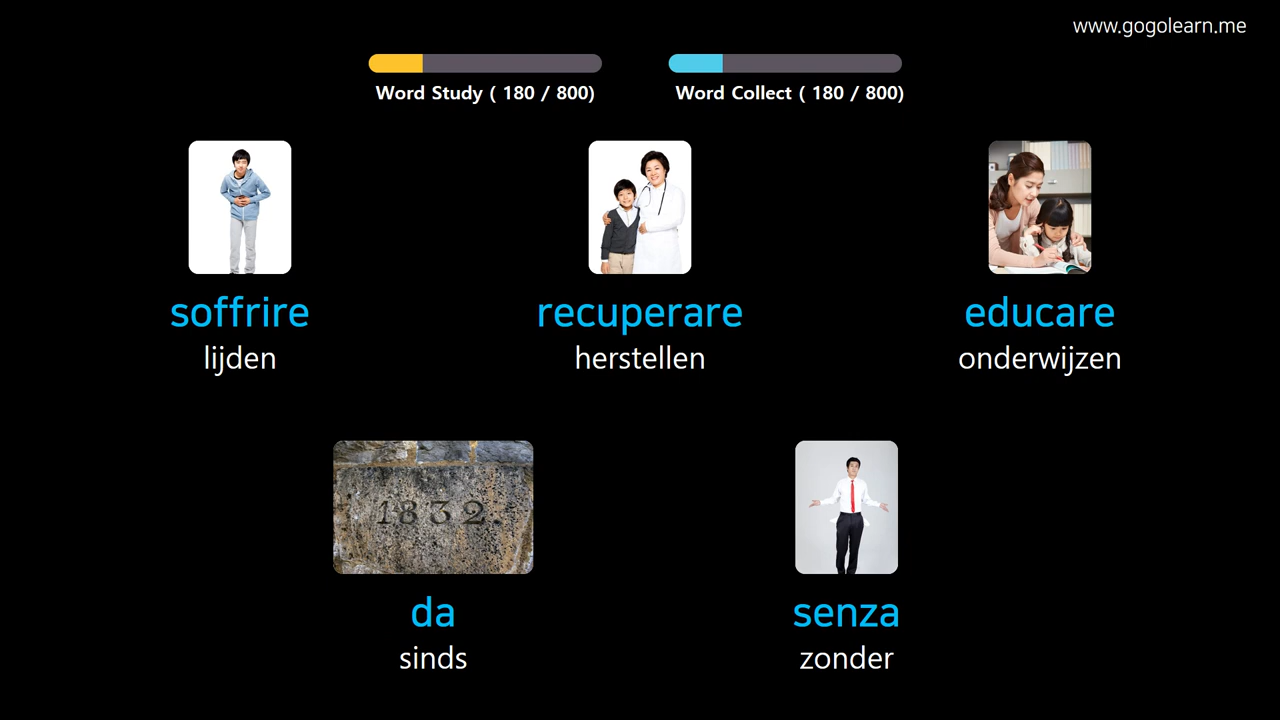 www.gogolearn.me
Word Study ( 180 / 800)
Word Collect ( 180 / 800)
soffrire
lijden
recuperare
herstellen
educare
onderwijzen
1832.
da
sinds
senza
zonder